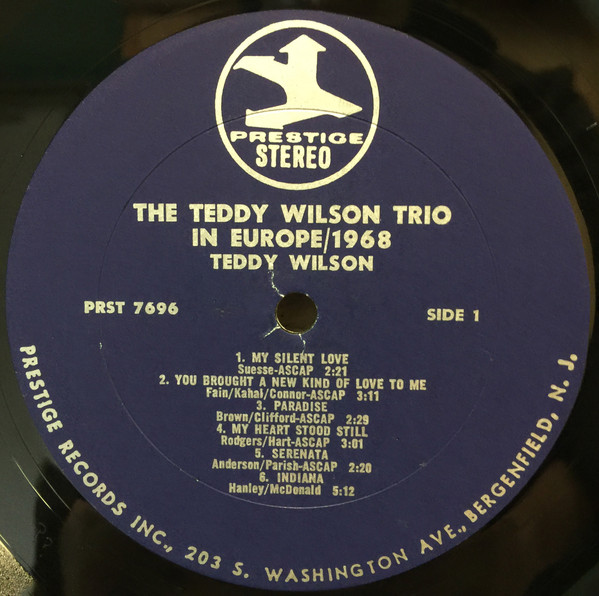 PRESTIGE
STEREO
THE TEDDY WILSON TRIO
IN EUROPE/1968
TEDDY WILSON
PRST 7696
SIDE 1
1. MY SILENT LOVE
Suesse-ASCAP 2:21
2. YOU BROUGHT A NEW KIND OF LOVE TO ME
Fain/Kahal/Connor-ASCAP 3:11
3. PARADISE
Brown/Clifford-ASCAP 2:29
4. MY HEART STOOD STILL
Rodgers/Hart-ASCAP 3:01
5. SERENATA
Anderson/Parish-ASCAP 2:20
6. INDIANA
Hanley/McDonald 5:12
PRESTIGE RECORDS INC., 203 S. WASHINGTON AVE., BERGENFIELD, N. J.